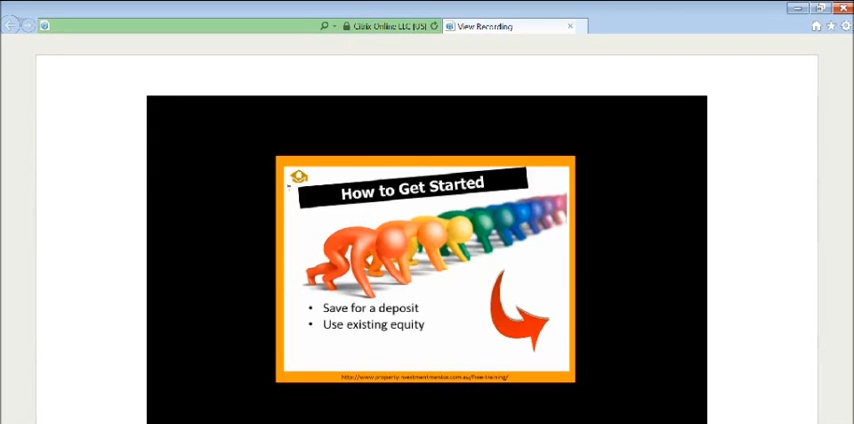 Citrix Online LLC [US]
View Recording
How to Get Started
• Save for a deposit
• Use existing equity